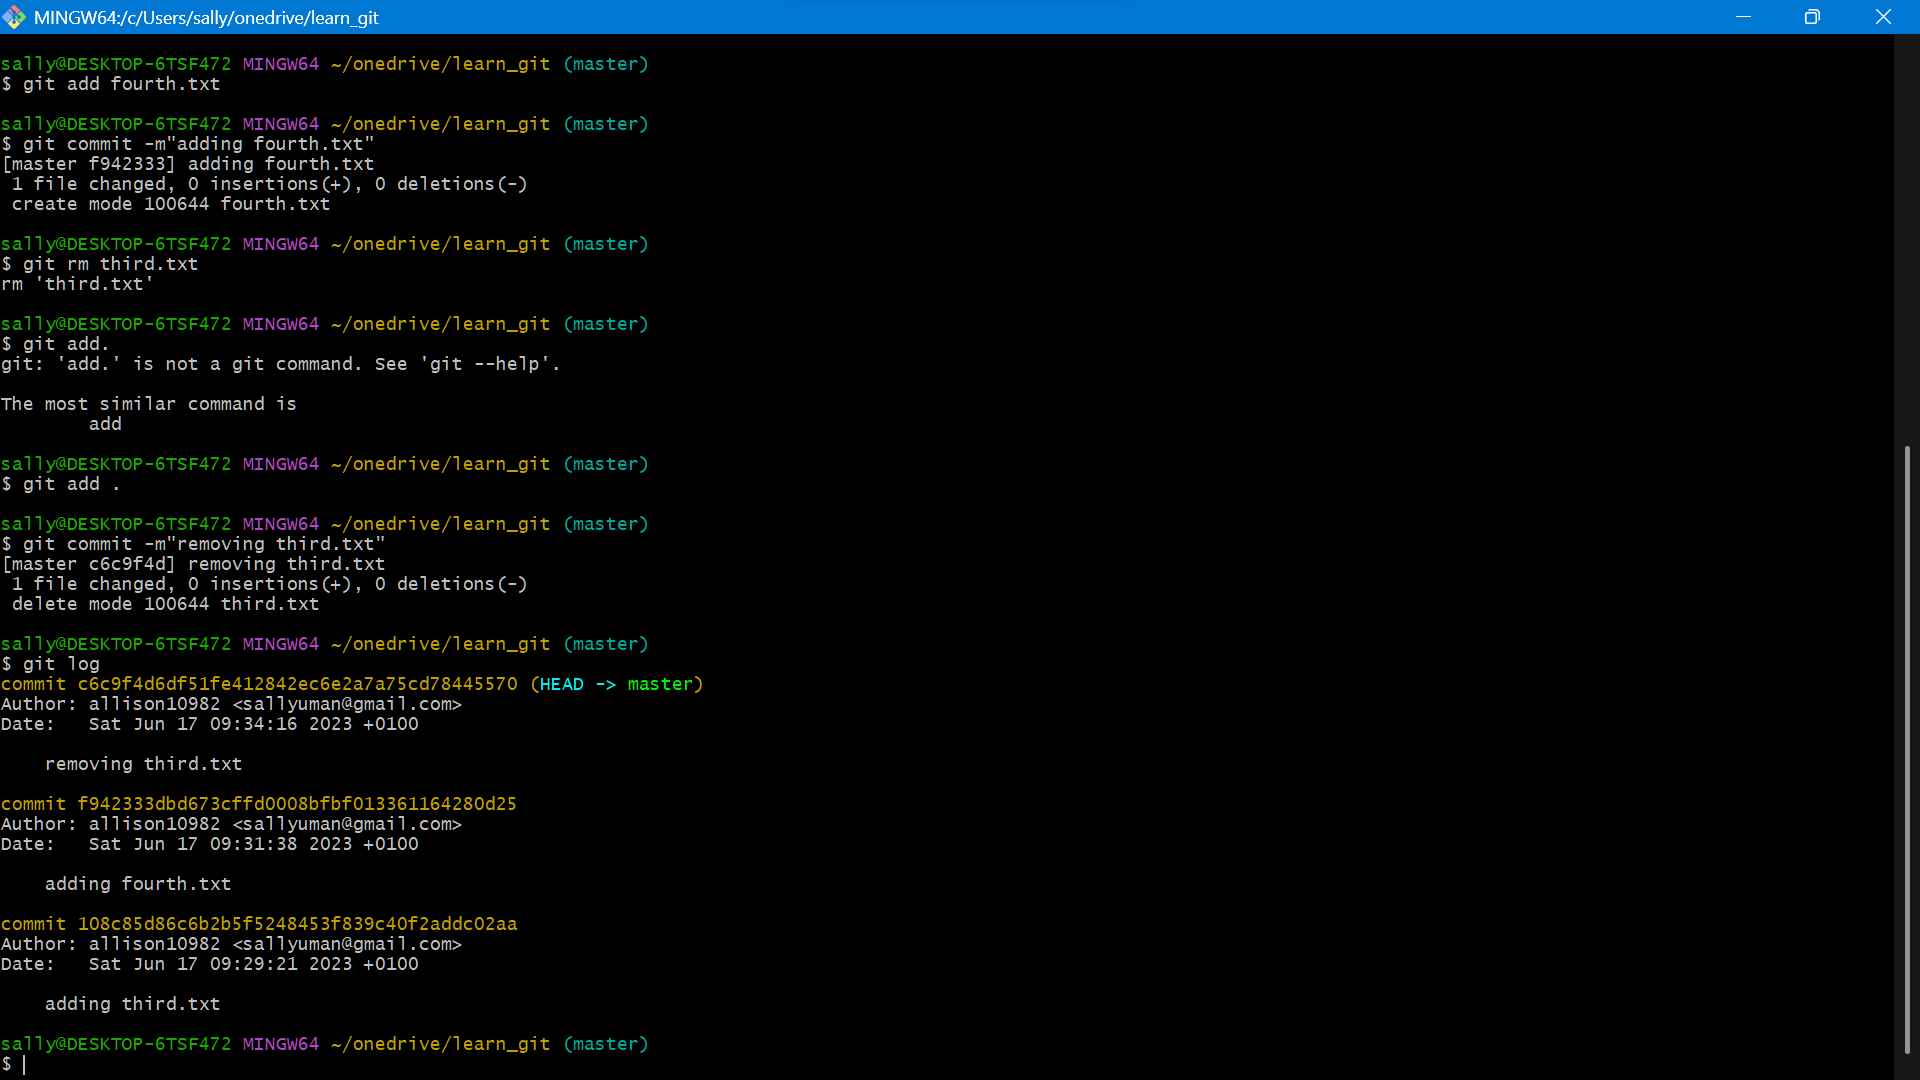 MINGW64:/c/Users/sally/onedrive/learn_git
sally@DESKTOP-6TSF472 MINGW64 ~/onedrive/learn_git (master)
$ git add fourth.txt
sally@DESKTOP-6TSF472 MINGW64 ~/onedrive/learn_git (master)
$ git commit -m"adding fourth.txt"
[master f942333] adding fourth.txt
 1 file changed, 0 insertions(+), 0 deletions(-)
 create mode 100644 fourth.txt
sally@DESKTOP-6TSF472 MINGW64 ~/onedrive/learn_git (master)
$ git rm third.txt
rm 'third.txt'
sally@DESKTOP-6TSF472 MINGW64 ~/onedrive/learn_git (master)
$ git add.
git: 'add.' is not a git command. See 'git --help'.
The most similar command is
        add
sally@DESKTOP-6TSF472 MINGW64 ~/onedrive/learn_git (master)
$ git add .
sally@DESKTOP-6TSF472 MINGW64 ~/onedrive/learn_git (master)
$ git commit -m"removing third.txt"
[master c6c9f4d] removing third.txt
 1 file changed, 0 insertions(+), 0 deletions(-)
 delete mode 100644 third.txt
sally@DESKTOP-6TSF472 MINGW64 ~/onedrive/learn_git (master)
$ git log
commit c6c9f4d6df51fe412842ec6e2a7a75cd78445570 (HEAD -> master)
Author: allison10982 <sallyuman@gmail.com>
Date:   Sat Jun 17 09:34:16 2023 +0100
    removing third.txt
commit f942333dbd673cffd0008bfbf013361164280d25
Author: allison10982 <sallyuman@gmail.com>
Date:   Sat Jun 17 09:31:38 2023 +0100
    adding fourth.txt
commit 108c85d86c6b2b5f5248453f839c40f2addc02aa
Author: allison10982 <sallyuman@gmail.com>
Date:   Sat Jun 17 09:29:21 2023 +0100
    adding third.txt
sally@DESKTOP-6TSF472 MINGW64 ~/onedrive/learn_git (master)
$